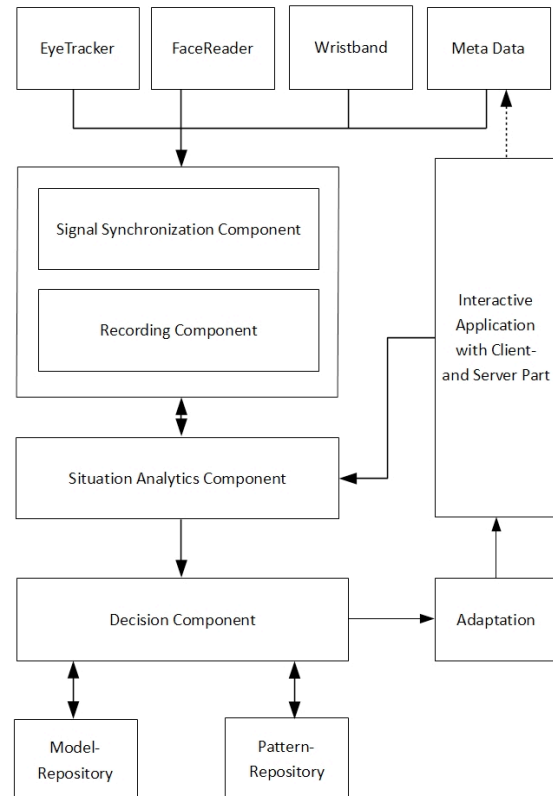 EyeTracker
FaceReader
Wristband
Meta Data
Signal Synchronization Component
Recording Component
Interactive
Application
with Client-
and Server Part
Situation Analytics Component
Decision Component
Adaptation
Model-
Repository
Pattern-
Repository